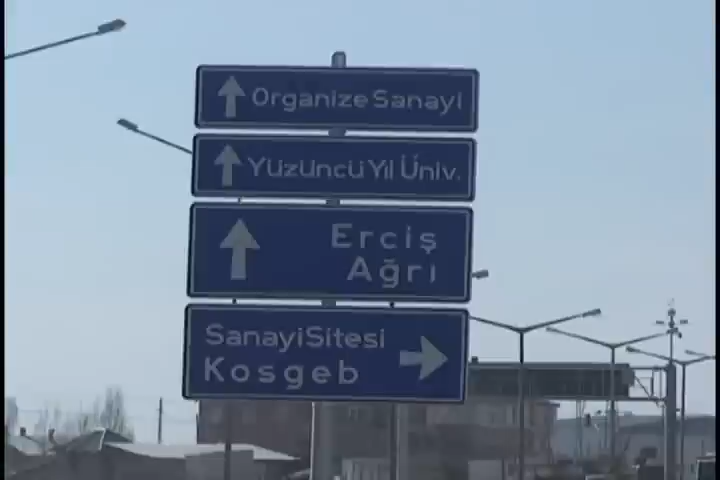 Organize Sanayi
Yüzüncü Yıl Üniv.
Erciş
Ağrı
Sanayi Sitesi
Kosgeb